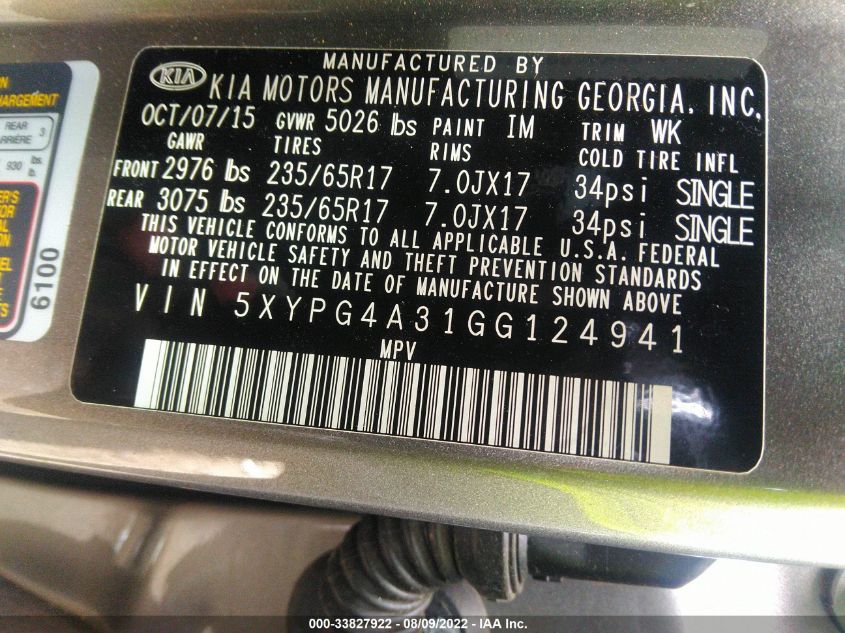 MANUFACTURED BY
KIA KIA MOTORS MANUFACTURING GEORGIA, INC.
OCT/07/15 GVWR 5026 lbs PAINT IM TRIM WK
GAWR TIRES RIMS COLD TIRE INFL
FRONT 2976 lbs 235/65R17 7.0JX17 34psi SINGLE
REAR 3075 lbs 235/65R17 7.0JX17 34psi SINGLE
THIS VEHICLE CONFORMS TO ALL APPLICABLE U.S.A. FEDERAL
MOTOR VEHICLE SAFETY AND THEFT PREVENTION STANDARDS
IN EFFECT ON THE DATE OF MANUFACTURE SHOWN ABOVE
VIN 5XYPG4A31GG124941
MPV
REAR 3
930 lbs.
6100
000-33827922 - 08/09/2022 - IAA Inc.